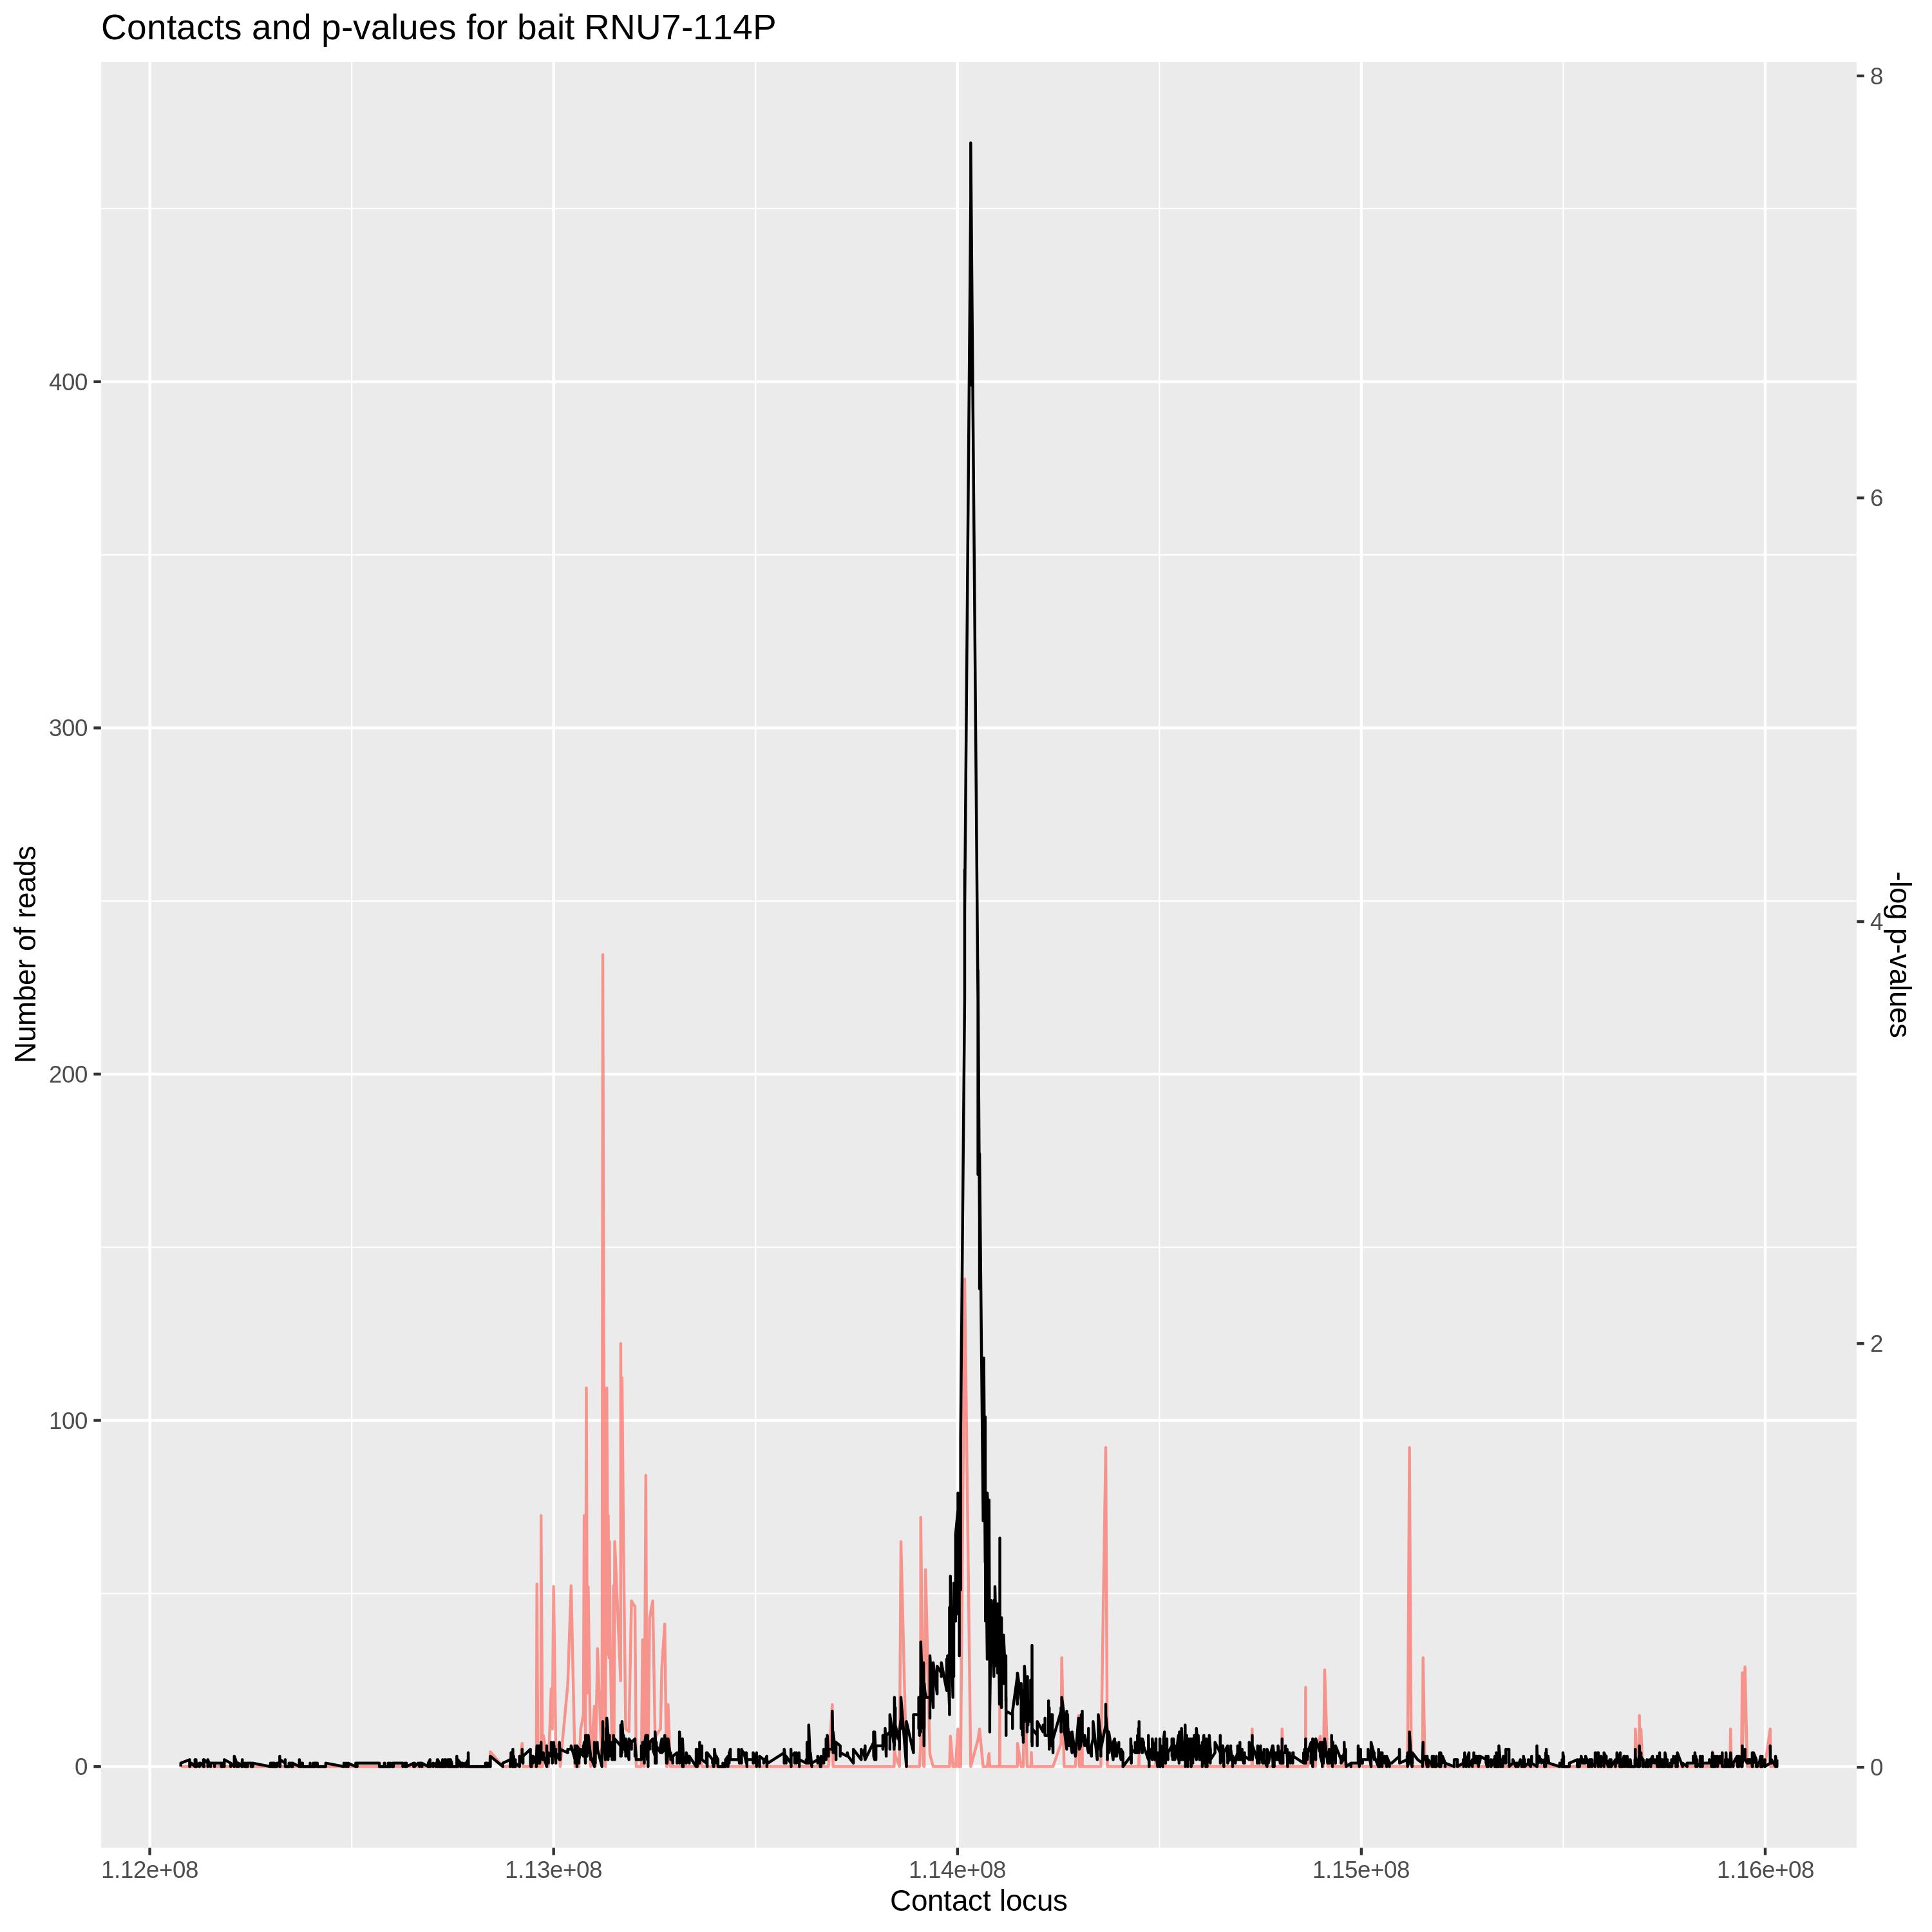 Contacts and p-values for bait RNU7-114P
Number of reads
400
300
200
100
0
8
6
4
2
0
-log p-values
1.12e+08 1.13e+08 1.14e+08 1.15e+08 1.16e+08
Contact locus